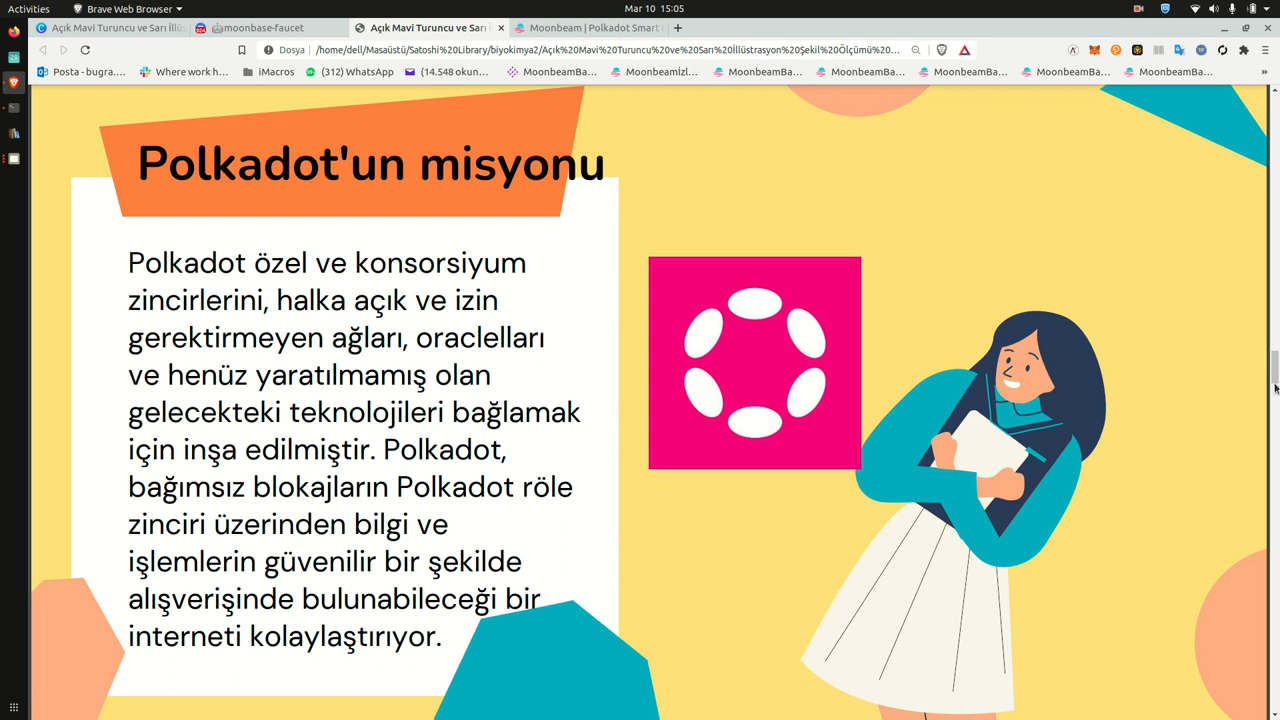 Activities
Brave Web Browser
Mar 10 15:05
Açık Mavi Turuncu ve Sarı İllüs
moonbase-faucet
Açık Mavi Turuncu ve Sarı
Moonbeam | Polkadot Smart
Dosya
/home/dell/Masaüstü/Satoshi%20Library/biyokimya2/Açık%20Mavi%20Turuncu%20ve%20Sarı%20İllüstrasyon%20Şekil%20Ölçümü%20...
Posta - bugra....
Where work h...
iMacros
(312) WhatsApp
(14.548 okun...
MoonbeamBa...
Moonbeamİzl...
MoonbeamBa...
MoonbeamBa...
MoonbeamBa...
MoonbeamBa...
Polkadot'un misyonu
Polkadot özel ve konsorsiyum
zincirlerini, halka açık ve izin
gerektirmeyen ağları, oraclelları
ve henüz yaratılmamış olan
gelecekteki teknolojileri bağlamak
için inşa edilmiştir. Polkadot,
bağımsız blokajların Polkadot röle
zinciri üzerinden bilgi ve
işlemlerin güvenilir bir şekilde
alışverişinde bulunabileceği bir
interneti kolaylaştırıyor.